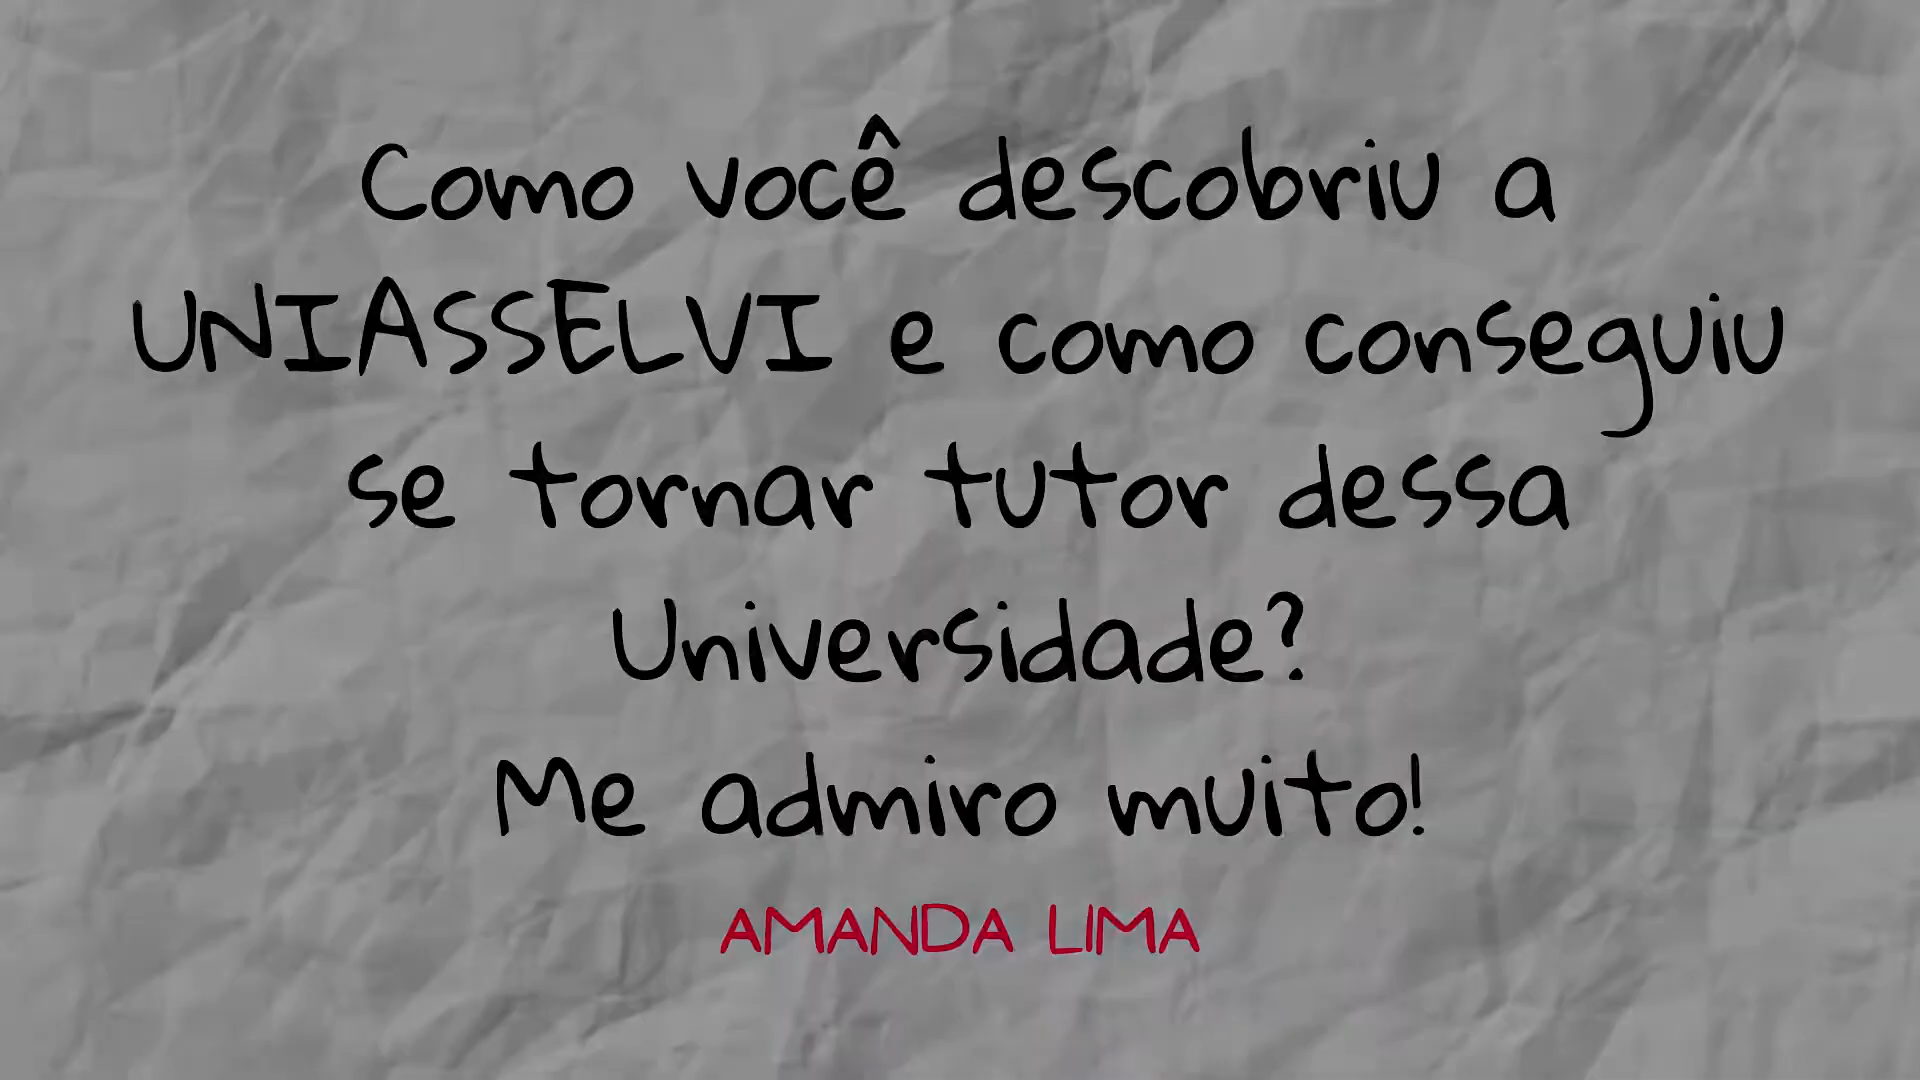 Como você descobriu a
UNIASSELVI e como conseguiu
se tornar tutor dessa
Universidade?
Me admiro muito!
AMANDA LIMA